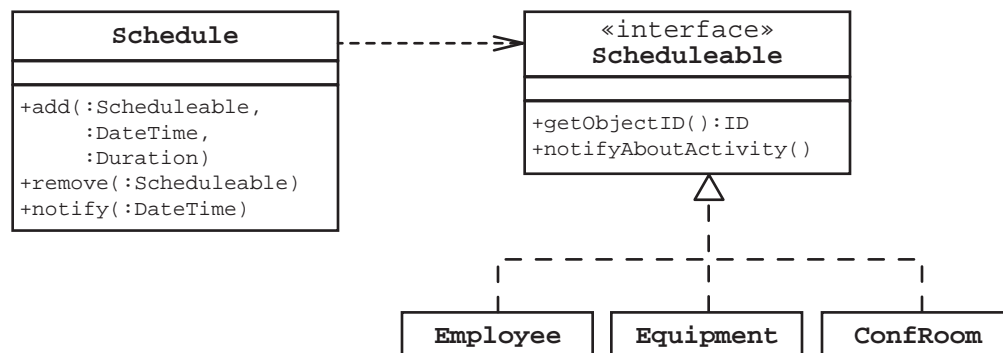 Schedule
+add(:Scheduleable,
:DateTime,
:Duration)
+remove(:Scheduleable)
+notify(:DateTime)
«interface»
Scheduleable
+getObjectID():ID
+notifyAboutActivity()
Employee
Equipment
ConfRoom